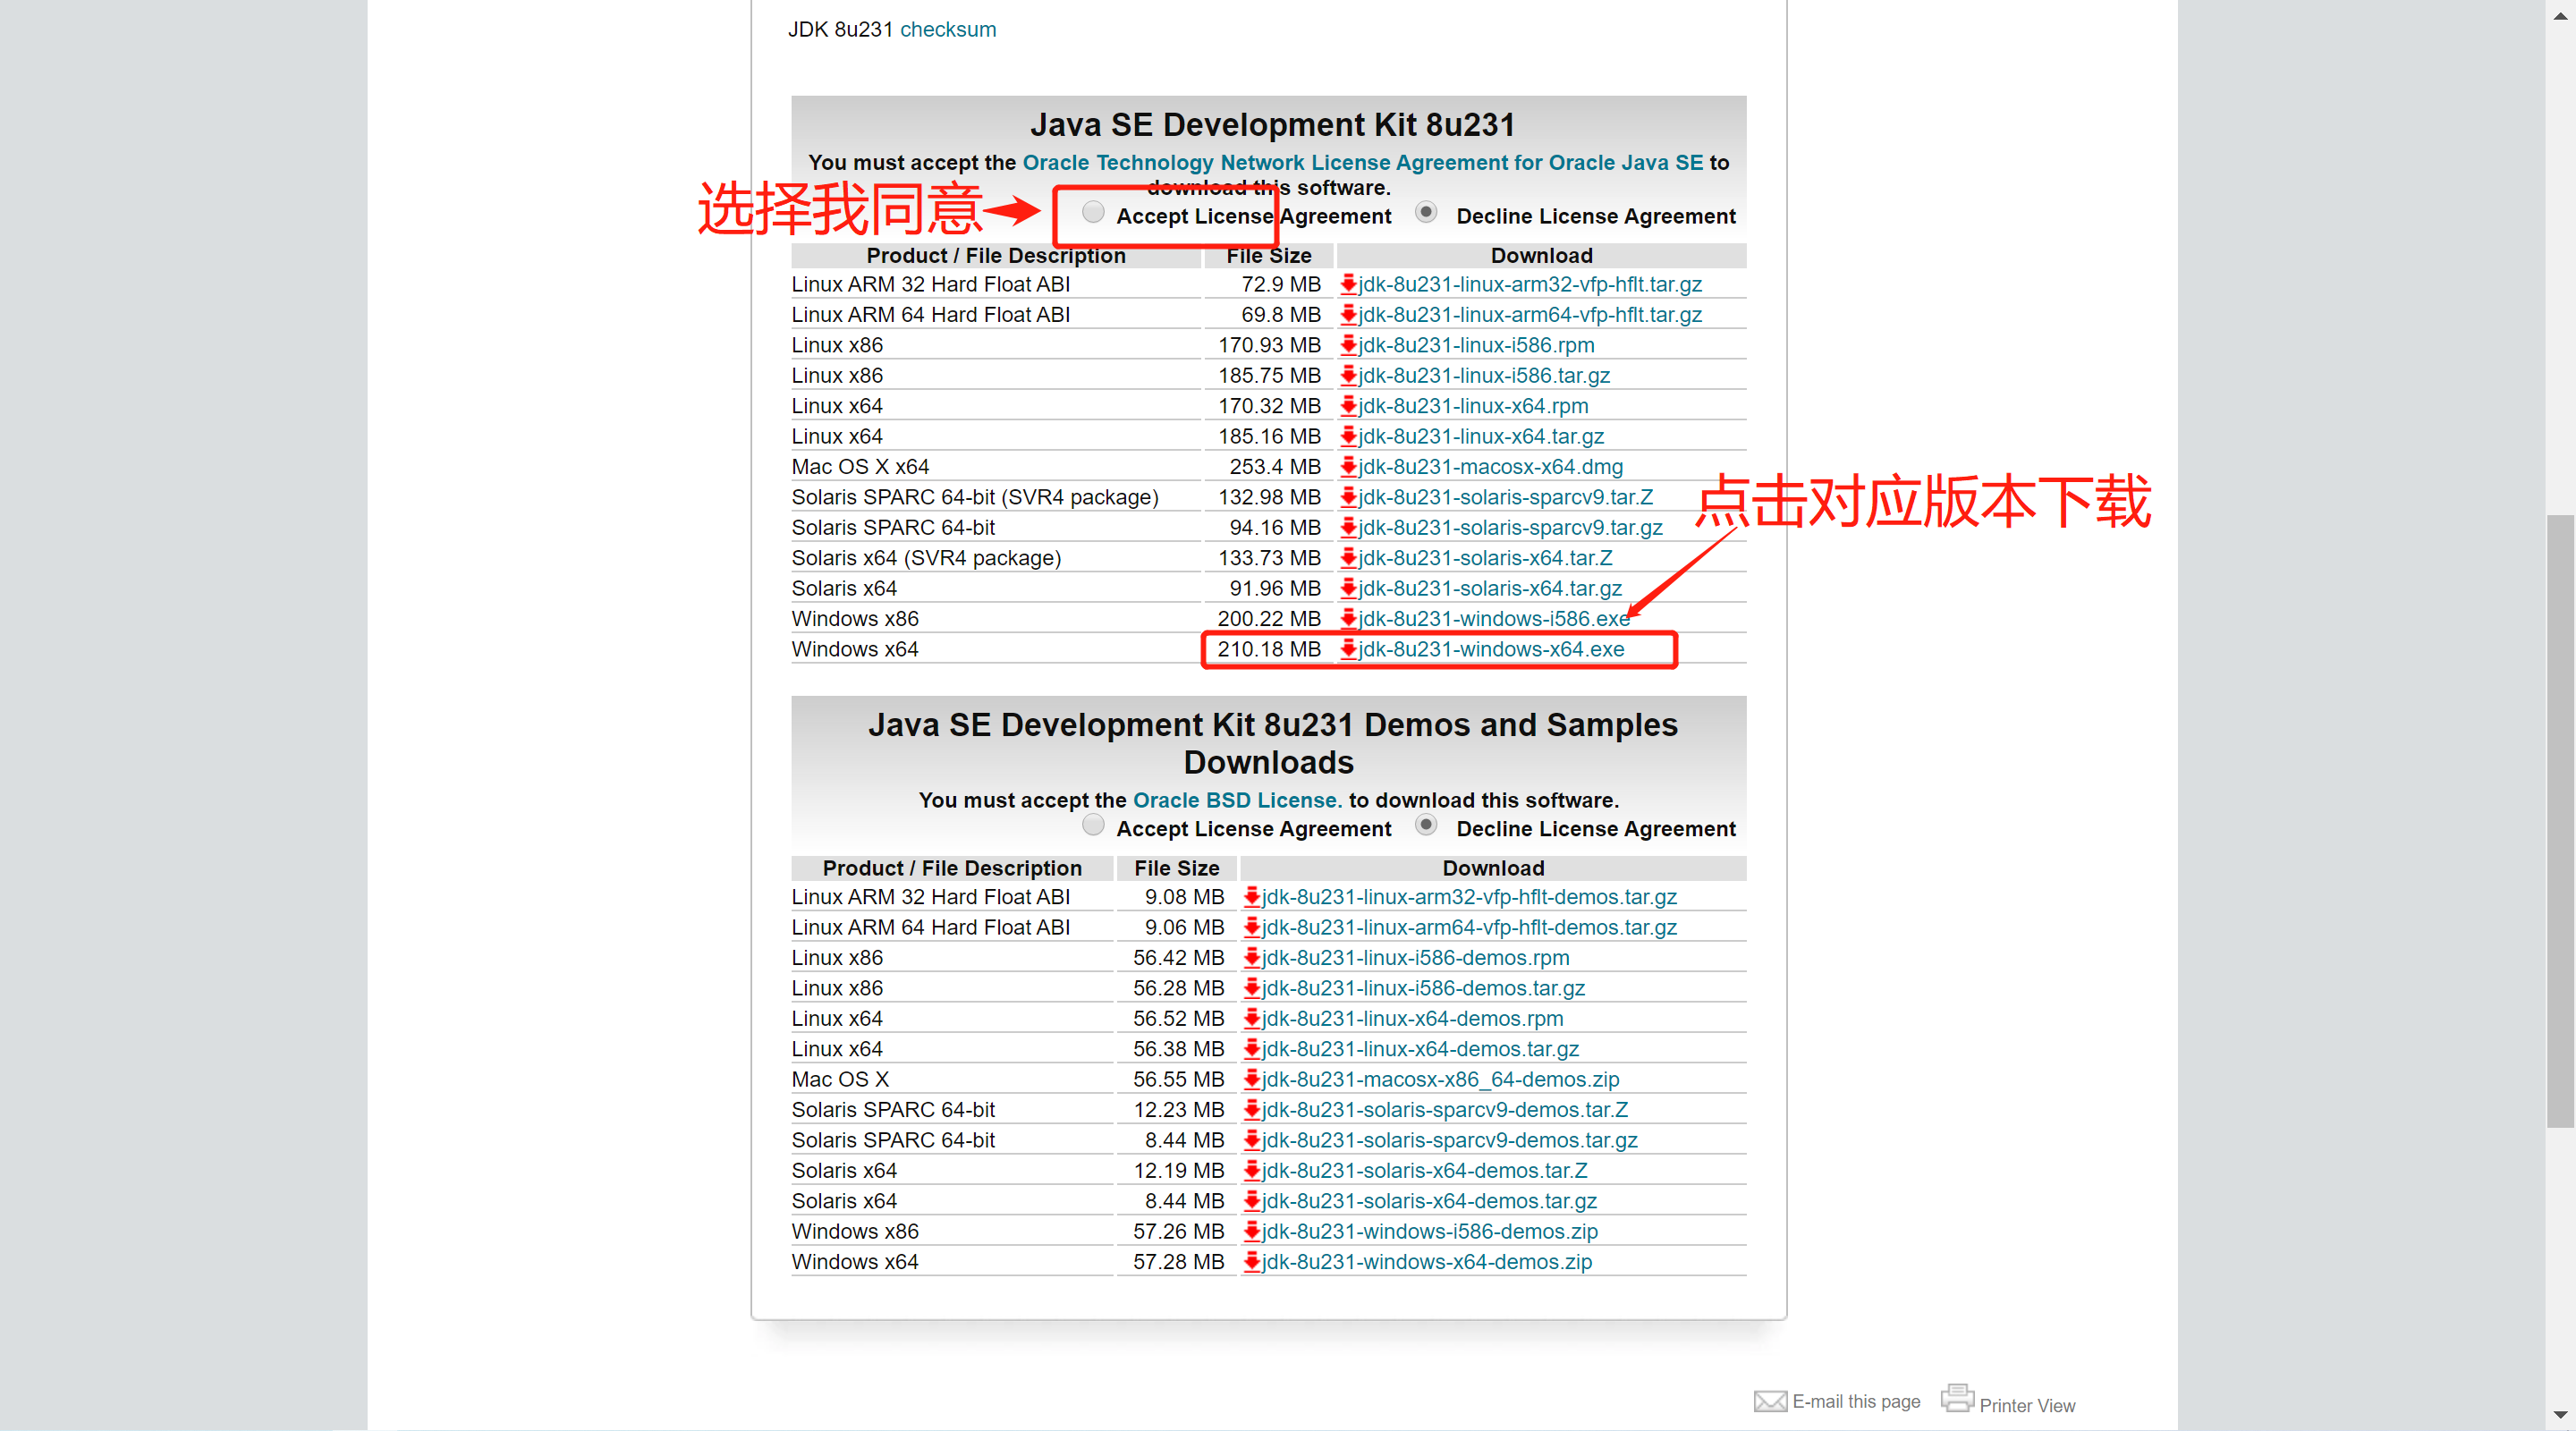 JDK 8u231 checksum
Java SE Development Kit 8u231
You must accept the Oracle Technology Network License Agreement for Oracle Java SE to
download this software.
选择我同意
Accept License Agreement Decline License Agreement
Product / File Description File Size Download
Linux ARM 32 Hard Float ABI 72.9 MB jdk-8u231-linux-arm32-vfp-hflt.tar.gz
Linux ARM 64 Hard Float ABI 69.8 MB jdk-8u231-linux-arm64-vfp-hflt.tar.gz
Linux x86 170.93 MB jdk-8u231-linux-i586.rpm
Linux x86 185.75 MB jdk-8u231-linux-i586.tar.gz
Linux x64 170.32 MB jdk-8u231-linux-x64.rpm
Linux x64 185.16 MB jdk-8u231-linux-x64.tar.gz
Mac OS X x64 253.4 MB jdk-8u231-macosx-x64.dmg
Solaris SPARC 64-bit (SVR4 package) 132.98 MB jdk-8u231-solaris-sparcv9.tar.Z
点击对应版本下载
Solaris SPARC 64-bit 94.16 MB jdk-8u231-solaris-sparcv9.tar.gz
Solaris x64 (SVR4 package) 133.73 MB jdk-8u231-solaris-x64.tar.Z
Solaris x64 91.96 MB jdk-8u231-solaris-x64.tar.gz
Windows x86 200.22 MB jdk-8u231-windows-i586.exe
Windows x64 210.18 MB jdk-8u231-windows-x64.exe
Java SE Development Kit 8u231 Demos and Samples
Downloads
You must accept the Oracle BSD License. to download this software.
Accept License Agreement Decline License Agreement
Product / File Description File Size Download
Linux ARM 32 Hard Float ABI 9.08 MB jdk-8u231-linux-arm32-vfp-hflt-demos.tar.gz
Linux ARM 64 Hard Float ABI 9.06 MB jdk-8u231-linux-arm64-vfp-hflt-demos.tar.gz
Linux x86 56.42 MB jdk-8u231-linux-i586-demos.rpm
Linux x86 56.28 MB jdk-8u231-linux-i586-demos.tar.gz
Linux x64 56.52 MB jdk-8u231-linux-x64-demos.rpm
Linux x64 56.38 MB jdk-8u231-linux-x64-demos.tar.gz
Mac OS X 56.55 MB jdk-8u231-macosx-x86_64-demos.zip
Solaris SPARC 64-bit 12.23 MB jdk-8u231-solaris-sparcv9-demos.tar.Z
Solaris SPARC 64-bit 8.44 MB jdk-8u231-solaris-sparcv9-demos.tar.gz
Solaris x64 12.19 MB jdk-8u231-solaris-x64-demos.tar.Z
Solaris x64 8.44 MB jdk-8u231-solaris-x64-demos.tar.gz
Windows x86 57.26 MB jdk-8u231-windows-i586-demos.zip
Windows x64 57.28 MB jdk-8u231-windows-x64-demos.zip
E-mail this page Printer View